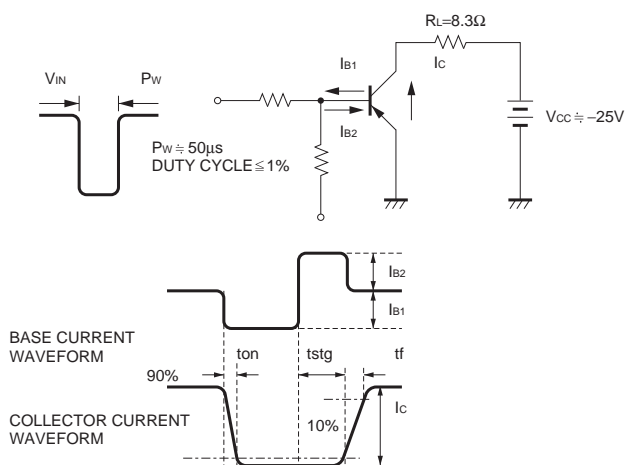 RL=8.3Ω
VIN
PW
IB1
IC
IB2
VCC≒−25V
PW≒50μs
DUTY CYCLE≦1%
IB2
IB1
BASE CURRENT
WAVEFORM
ton
tstg
tf
90%
COLLECTOR CURRENT
WAVEFORM
10%
IC